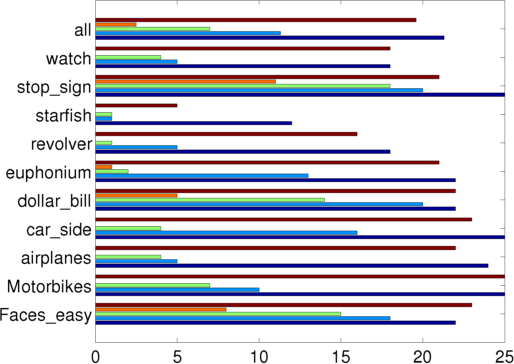 all
watch
stop_sign
starfish
revolver
euphonium
dollar_bill
car_side
airplanes
Motorbikes
Faces_easy
0 5 10 15 20 25